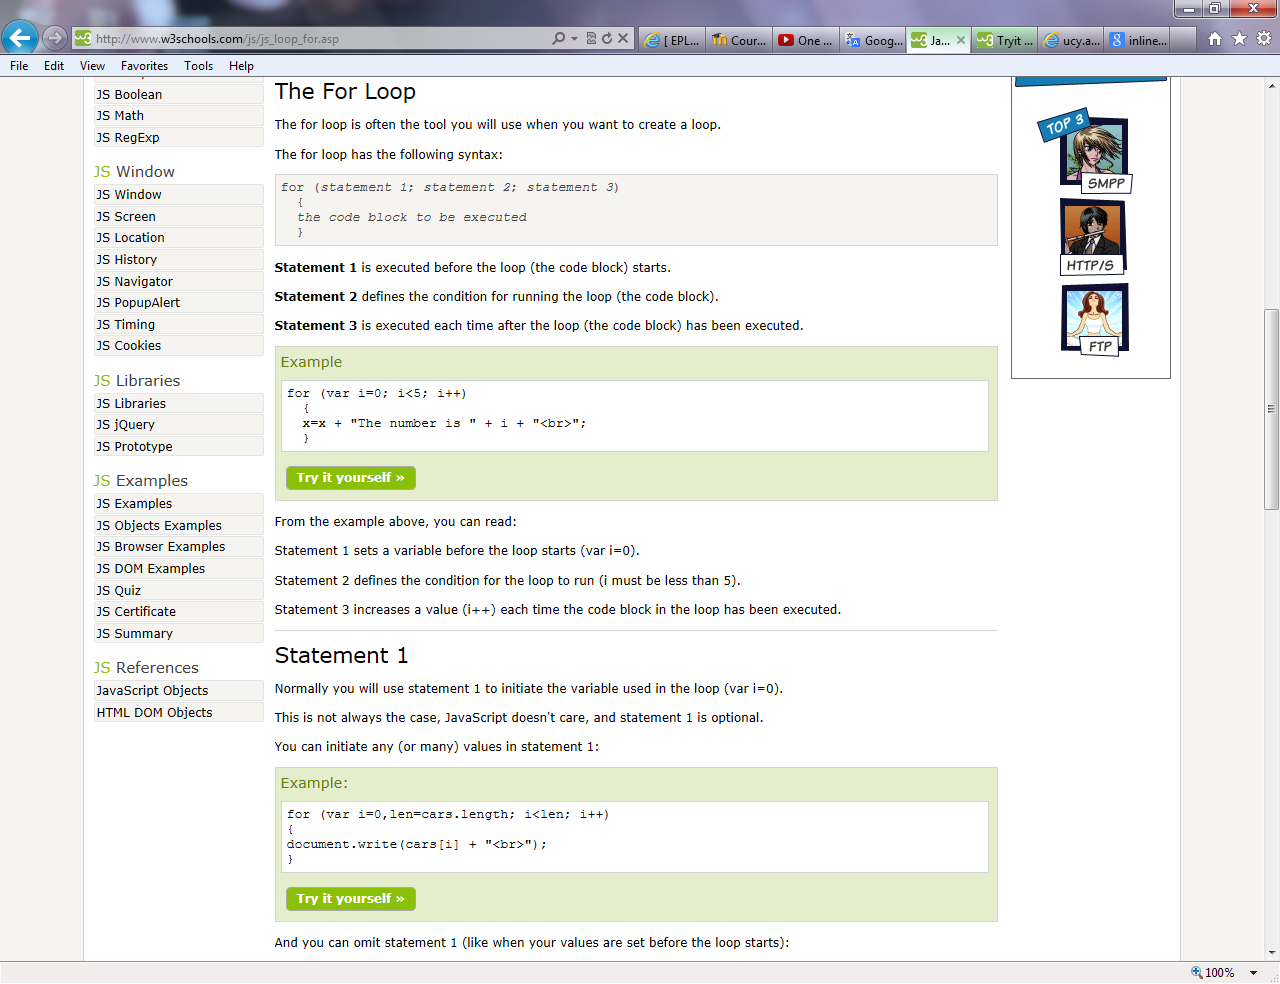 http://www.w3schools.com/js/js_loop_for.asp
[ EPL...
Cour...
One ...
Goog...
Ja...
Tryit ...
ucy.a...
inline...
File Edit View Favorites Tools Help
JS Boolean
JS Math
JS RegExp
JS Window
JS Window
JS Screen
JS Location
JS History
JS Navigator
JS PopupAlert
JS Timing
JS Cookies
JS Libraries
JS Libraries
JS jQuery
JS Prototype
JS Examples
JS Examples
JS Objects Examples
JS Browser Examples
JS DOM Examples
JS Quiz
JS Certificate
JS Summary
JS References
JavaScript Objects
HTML DOM Objects
The For Loop
The for loop is often the tool you will use when you want to create a loop.
The for loop has the following syntax:
for (statement 1; statement 2; statement 3)
{
the code block to be executed
}
Statement 1 is executed before the loop (the code block) starts.
Statement 2 defines the condition for running the loop (the code block).
Statement 3 is executed each time after the loop (the code block) has been executed.
Example
for (var i=0; i<5; i++)
{
x=x + "The number is " + i + "<br>";
}
Try it yourself »
From the example above, you can read:
Statement 1 sets a variable before the loop starts (var i=0).
Statement 2 defines the condition for the loop to run (i must be less than 5).
Statement 3 increases a value (i++) each time the code block in the loop has been executed.
Statement 1
Normally you will use statement 1 to initiate the variable used in the loop (var i=0).
This is not always the case, JavaScript doesn't care, and statement 1 is optional.
You can initiate any (or many) values in statement 1:
Example:
for (var i=0,len=cars.length; i<len; i++)
{
document.write(cars[i] + "<br>");
}
Try it yourself »
And you can omit statement 1 (like when your values are set before the loop starts):
TOP 3
SMPP
HTTP/S
FTP
100%